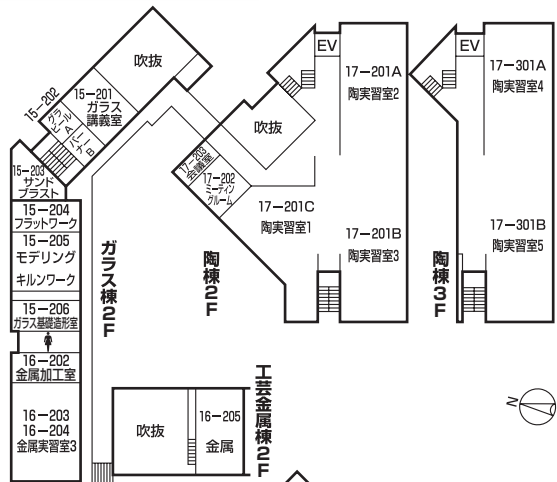 吹抜
15-201
ガラス
講義室
15-202
グラビール
A
バーナー
B
15-203
サンド
ブラスト
15-204
フラットワーク
15-205
モデリング
キルンワーク
15-206
ガラス基礎造形室
16-202
金属加工室
16-203
16-204
金属実習室3
ガラス棟2F
吹抜
16-205
金属
工芸金属棟2F
EV
17-201A
陶実習室2
吹抜
17-203
会議室
17-202
ミーティン
グルーム
17-201C
陶実習室1
17-201B
陶実習室3
陶棟2F
EV
17-301A
陶実習室4
17-301B
陶実習室5
陶棟3F
N